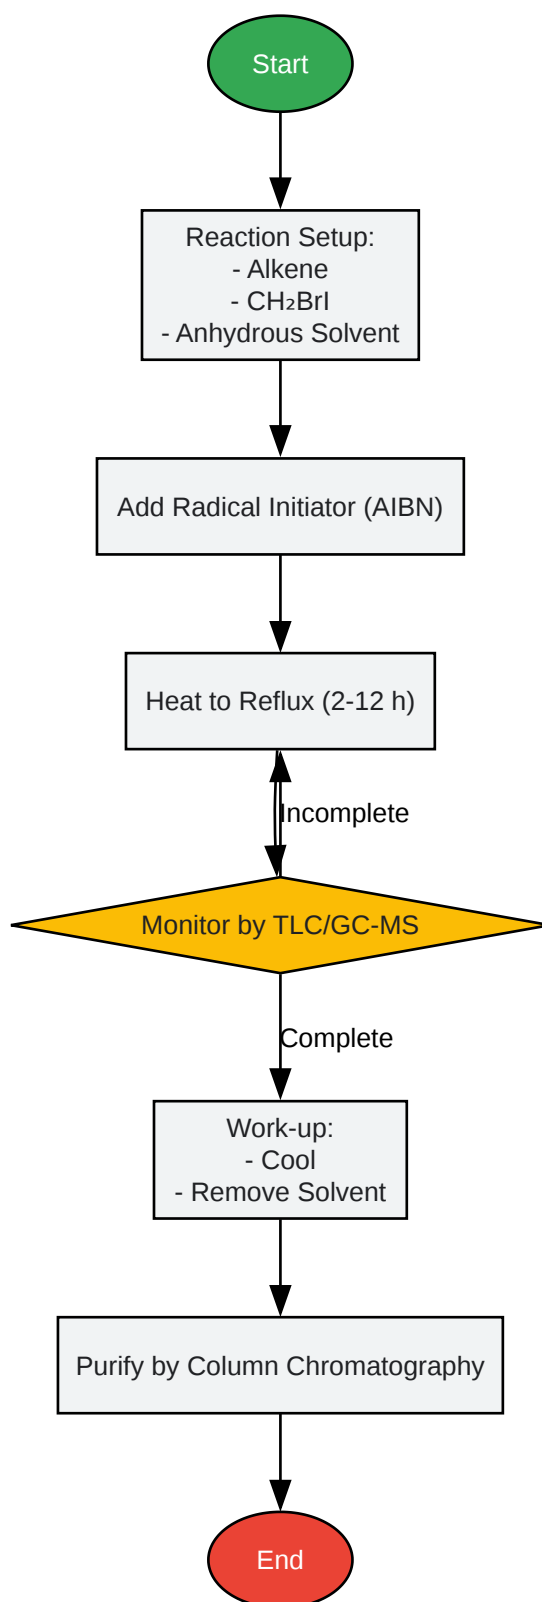 Start
Reaction Setup:
- Alkene
- CH₂BrI
- Anhydrous Solvent
Add Radical Initiator (AIBN)
Heat to Reflux (2-12 h)
Incomplete
Monitor by TLC/GC-MS
Complete
Work-up:
- Cool
- Remove Solvent
Purify by Column Chromatography
End